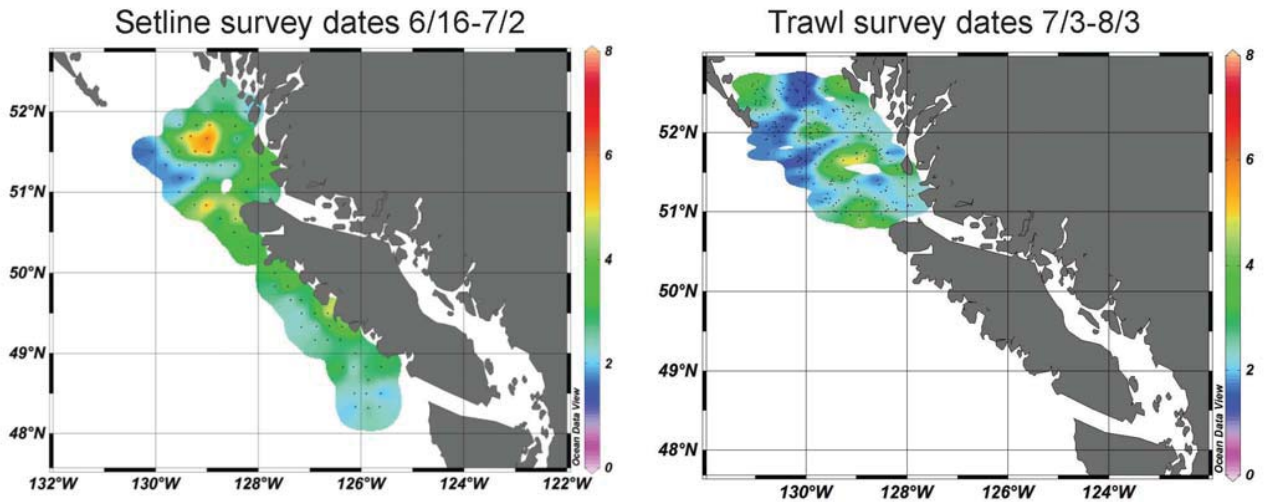 Setline survey dates 6/16-7/2
Trawl survey dates 7/3-8/3
52°N
51°N
50°N
49°N
48°N
132°W 130°W 128°W 126°W 124°W 122°W
8
6
4
2
0
Ocean Data View
52°N
51°N
50°N
49°N
48°N
130°W 128°W 126°W 124°W
8
6
4
2
0
Ocean Data View